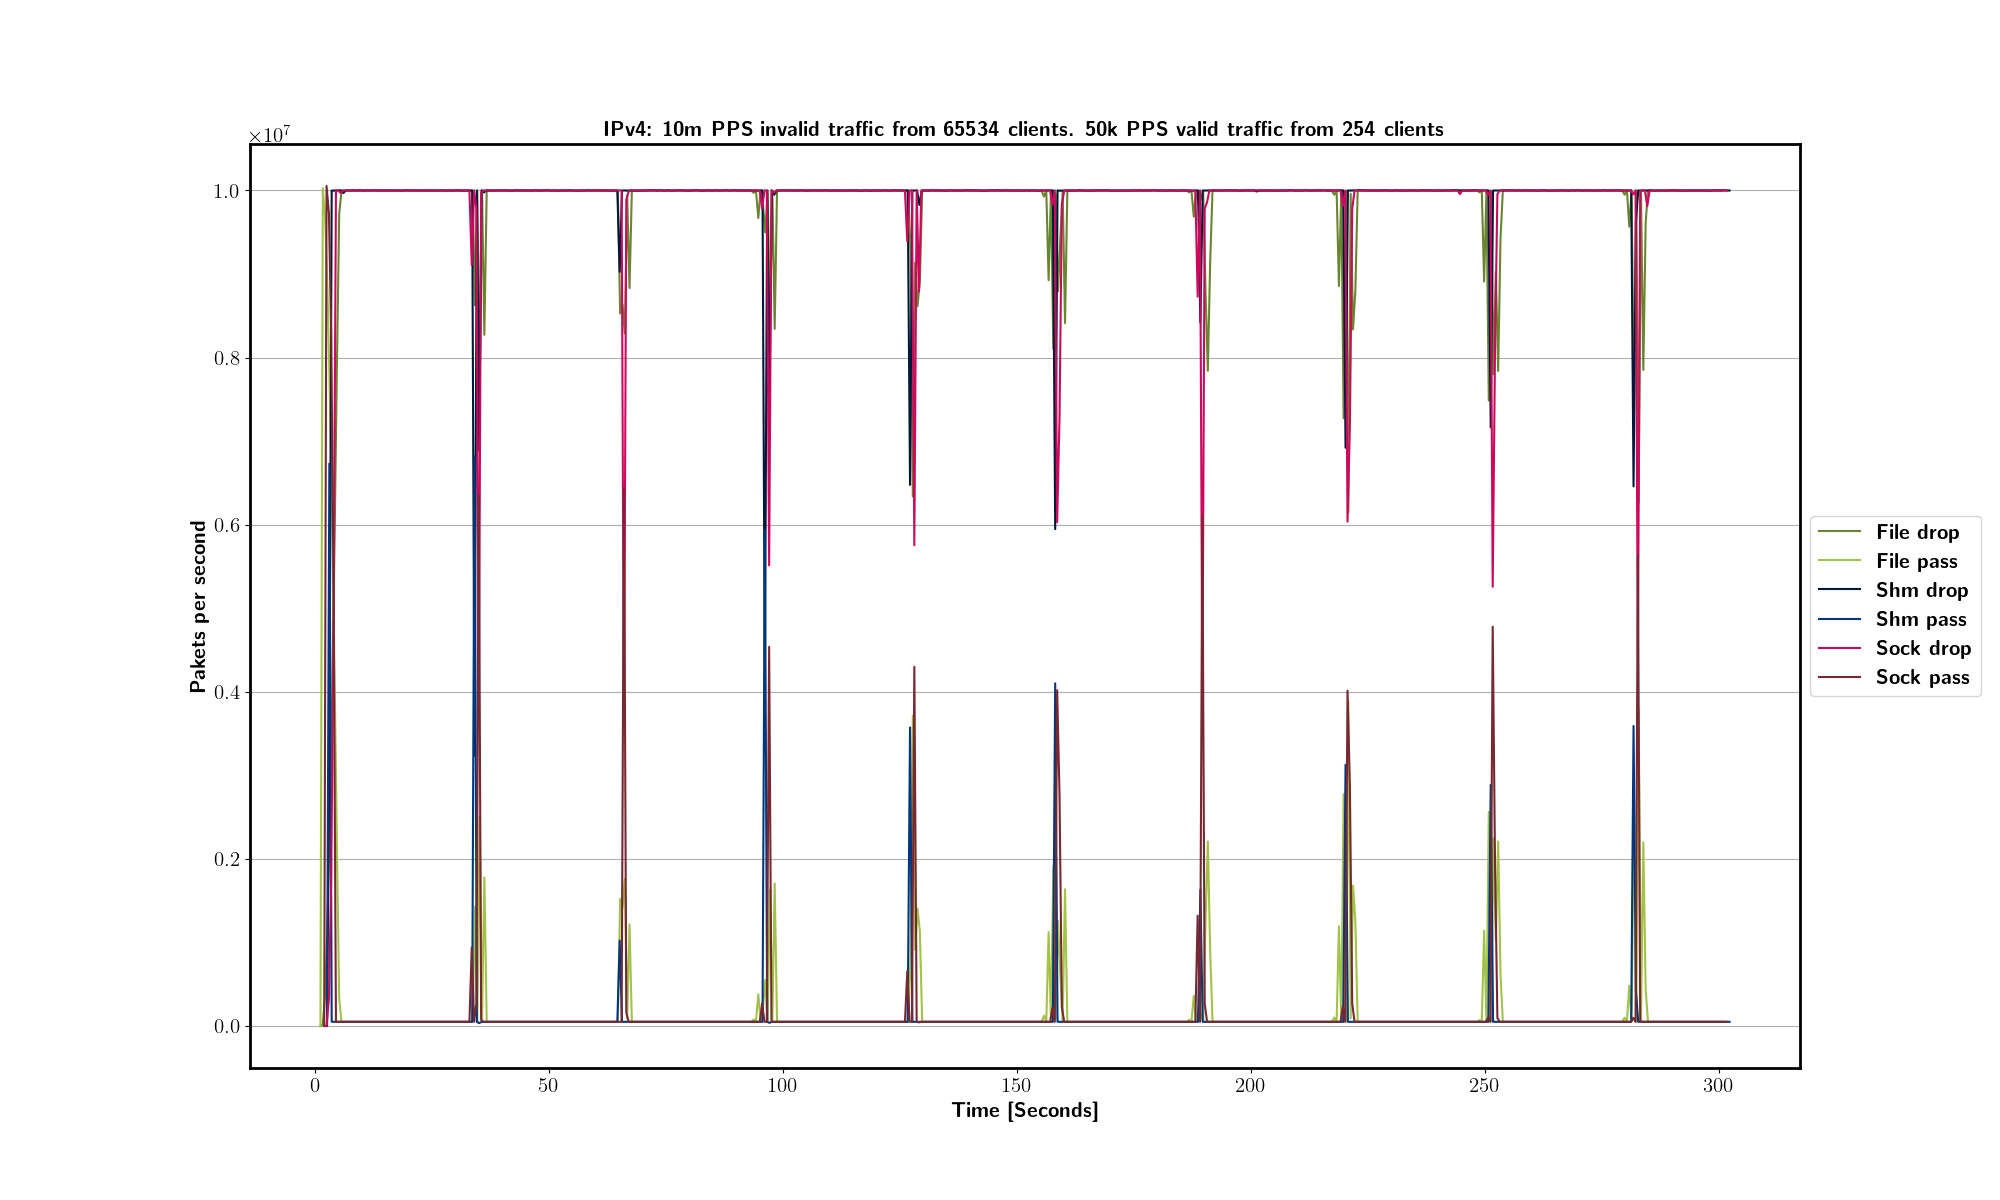 IPv4: 10m PPS invalid traffic from 65534 clients. 50k PPS valid traffic from 254 clients
×10⁷
1.0
0.8
0.6
0.4
0.2
0.0
Pakets per second
0 50 100 150 200 250 300
Time [Seconds]
File drop
File pass
Shm drop
Shm pass
Sock drop
Sock pass